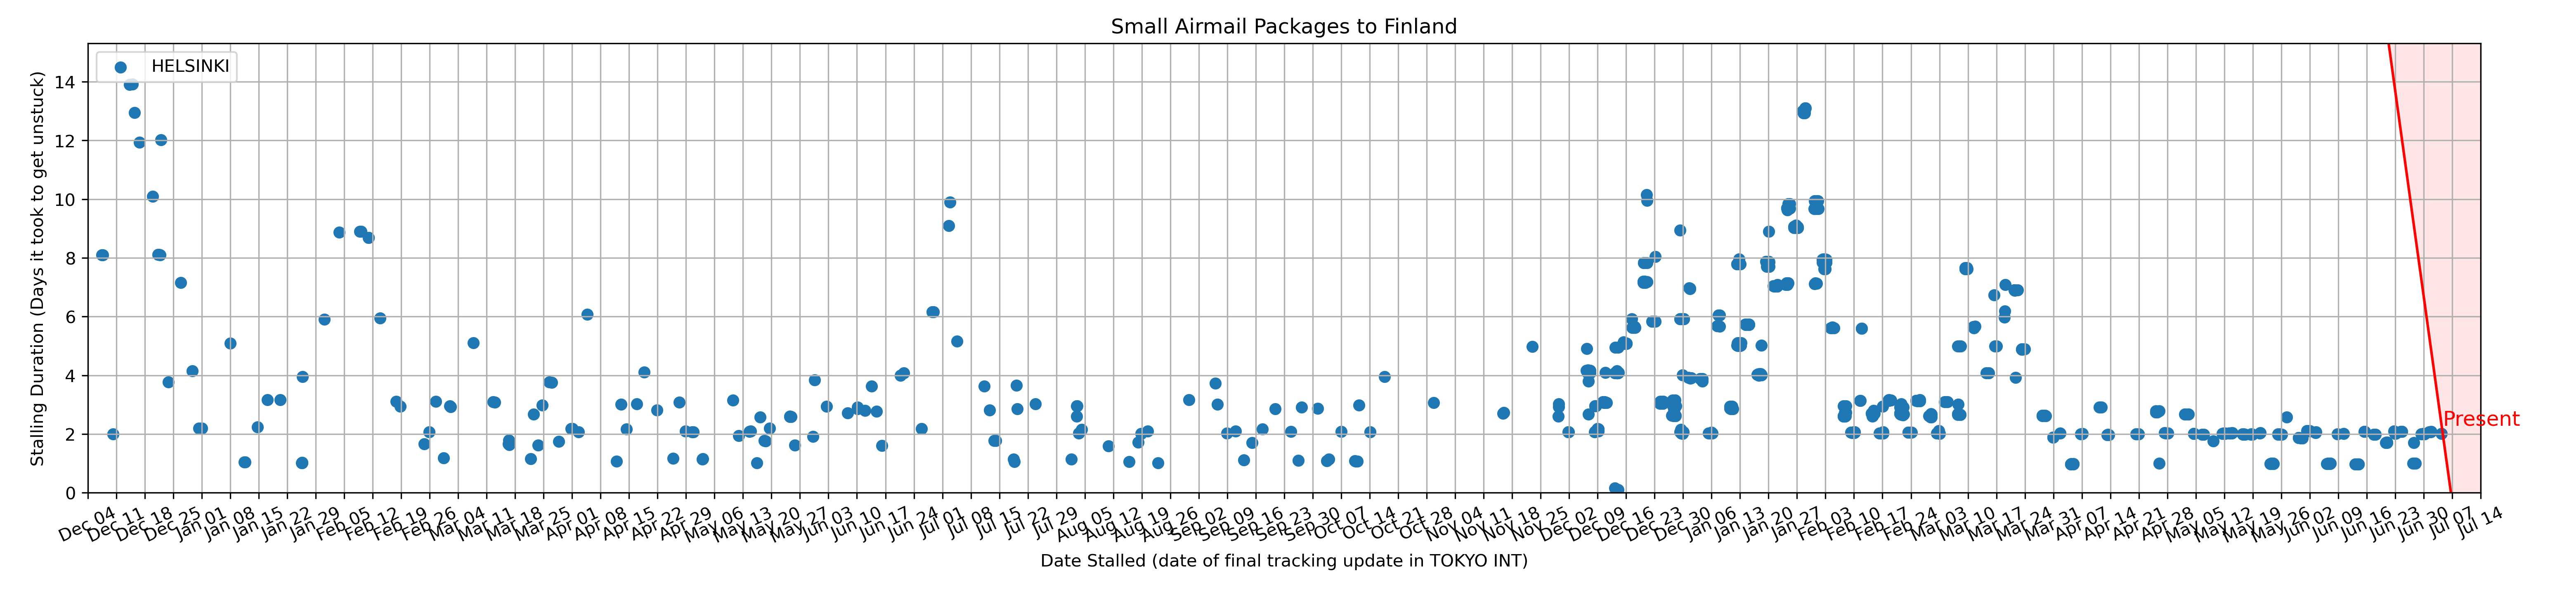 Small Airmail Packages to Finland
HELSINKI
Stalling Duration (Days it took to get unstuck)
14
12
10
8
6
4
2
0
Present
Dec 04 Dec 11 Dec 18 Dec 25 Jan 01 Jan 08 Jan 15 Jan 22 Jan 29 Feb 05 Feb 12 Feb 19 Feb 26 Mar 04 Mar 11 Mar 18 Mar 25 Apr 01 Apr 08 Apr 15 Apr 22 Apr 29 May 06 May 13 May 20 May 27 Jun 03 Jun 10 Jun 17 Jun 24 Jul 01 Jul 08 Jul 15 Jul 22 Jul 29 Aug 05 Aug 12 Aug 19 Aug 26 Sep 02 Sep 09 Sep 16 Sep 23 Sep 30 Oct 07 Oct 14 Oct 21 Oct 28 Nov 04 Nov 11 Nov 18 Nov 25 Dec 02 Dec 09 Dec 16 Dec 23 Dec 30 Jan 06 Jan 13 Jan 20 Jan 27 Feb 03 Feb 10 Feb 17 Feb 24 Mar 03 Mar 10 Mar 17 Mar 24 Mar 31 Apr 07 Apr 14 Apr 21 Apr 28 May 05 May 12 May 19 May 26 Jun 02 Jun 09 Jun 16 Jun 23 Jun 30 Jul 07 Jul 14
Date Stalled (date of final tracking update in TOKYO INT)